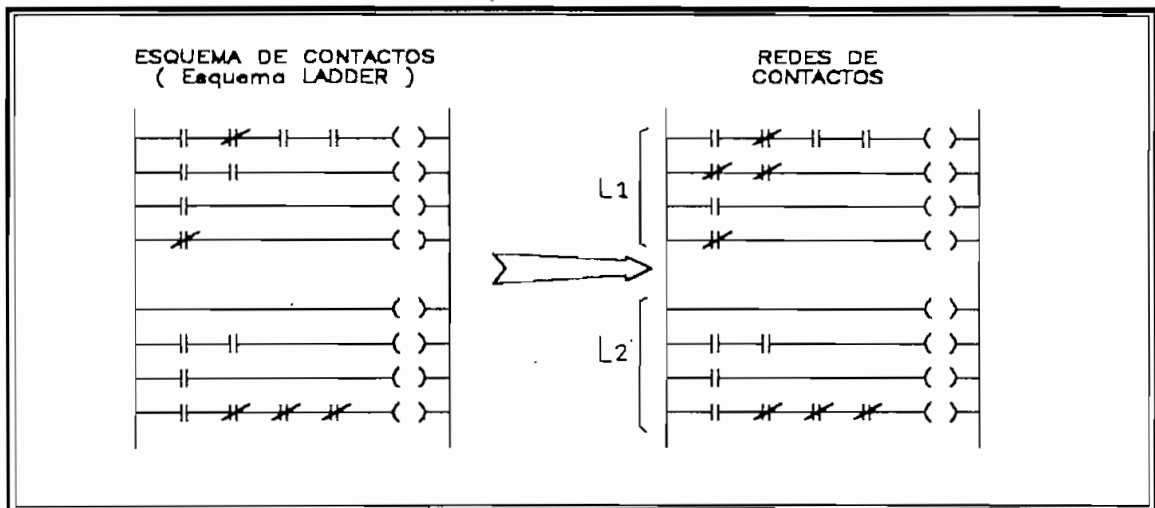 ESQUEMA DE CONTACTOS
( Esquema LADDER )
REDES DE
CONTACTOS
L1
L2